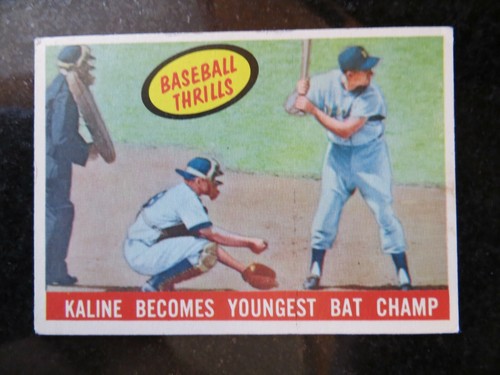 BASEBALL
THRILLS
KALINE BECOMES YOUNGEST BAT CHAMP